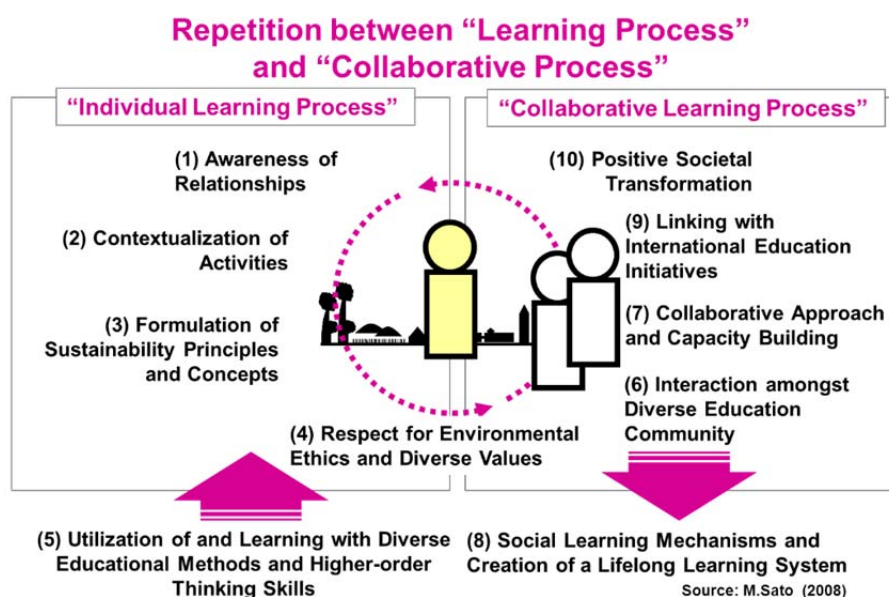 Repetition between “Learning Process”
and “Collaborative Process”
“Individual Learning Process”
(1) Awareness of
Relationships
(2) Contextualization of
Activities
(3) Formulation of
Sustainability Principles
and Concepts
(4) Respect for Environmental
Ethics and Diverse Values
(5) Utilization of and Learning with Diverse
Educational Methods and Higher-order
Thinking Skills
“Collaborative Learning Process”
(10) Positive Societal
Transformation
(9) Linking with
International Education
Initiatives
(7) Collaborative Approach
and Capacity Building
(6) Interaction amongst
Diverse Education
Community
(8) Social Learning Mechanisms and
Creation of a Lifelong Learning System
Source: M.Sato (2008)